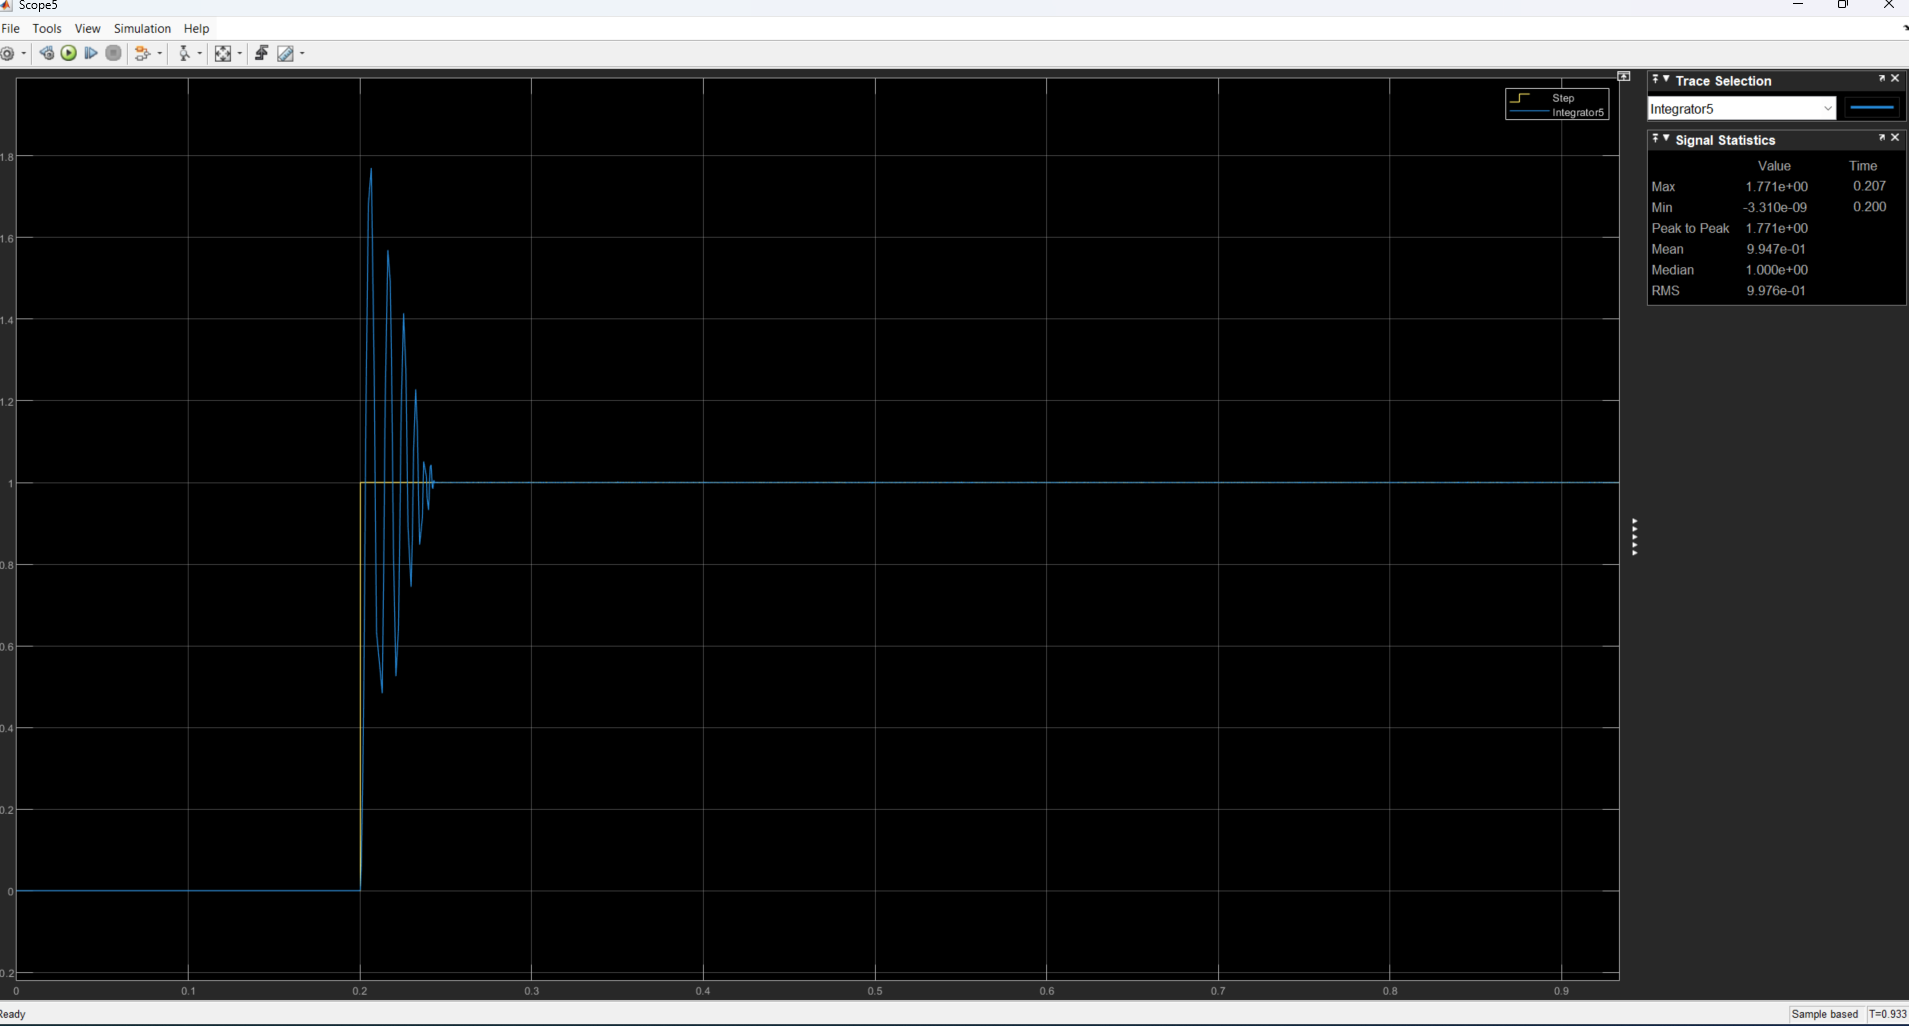 Scope5
File Tools View Simulation Help
Trace Selection
Integrator5
Step
Integrator5
Signal Statistics
Value Time
Max 1.771e+00 0.207
Min -3.310e-09 0.200
Peak to Peak 1.771e+00
Mean 9.947e-01
Median 1.000e+00
RMS 9.976e-01
1.8
1.6
1.4
1.2
1
0.8
0.6
0.4
0.2
0
0.2
0 0.1 0.2 0.3 0.4 0.5 0.6 0.7 0.8 0.9
Ready
Sample based T=0.933